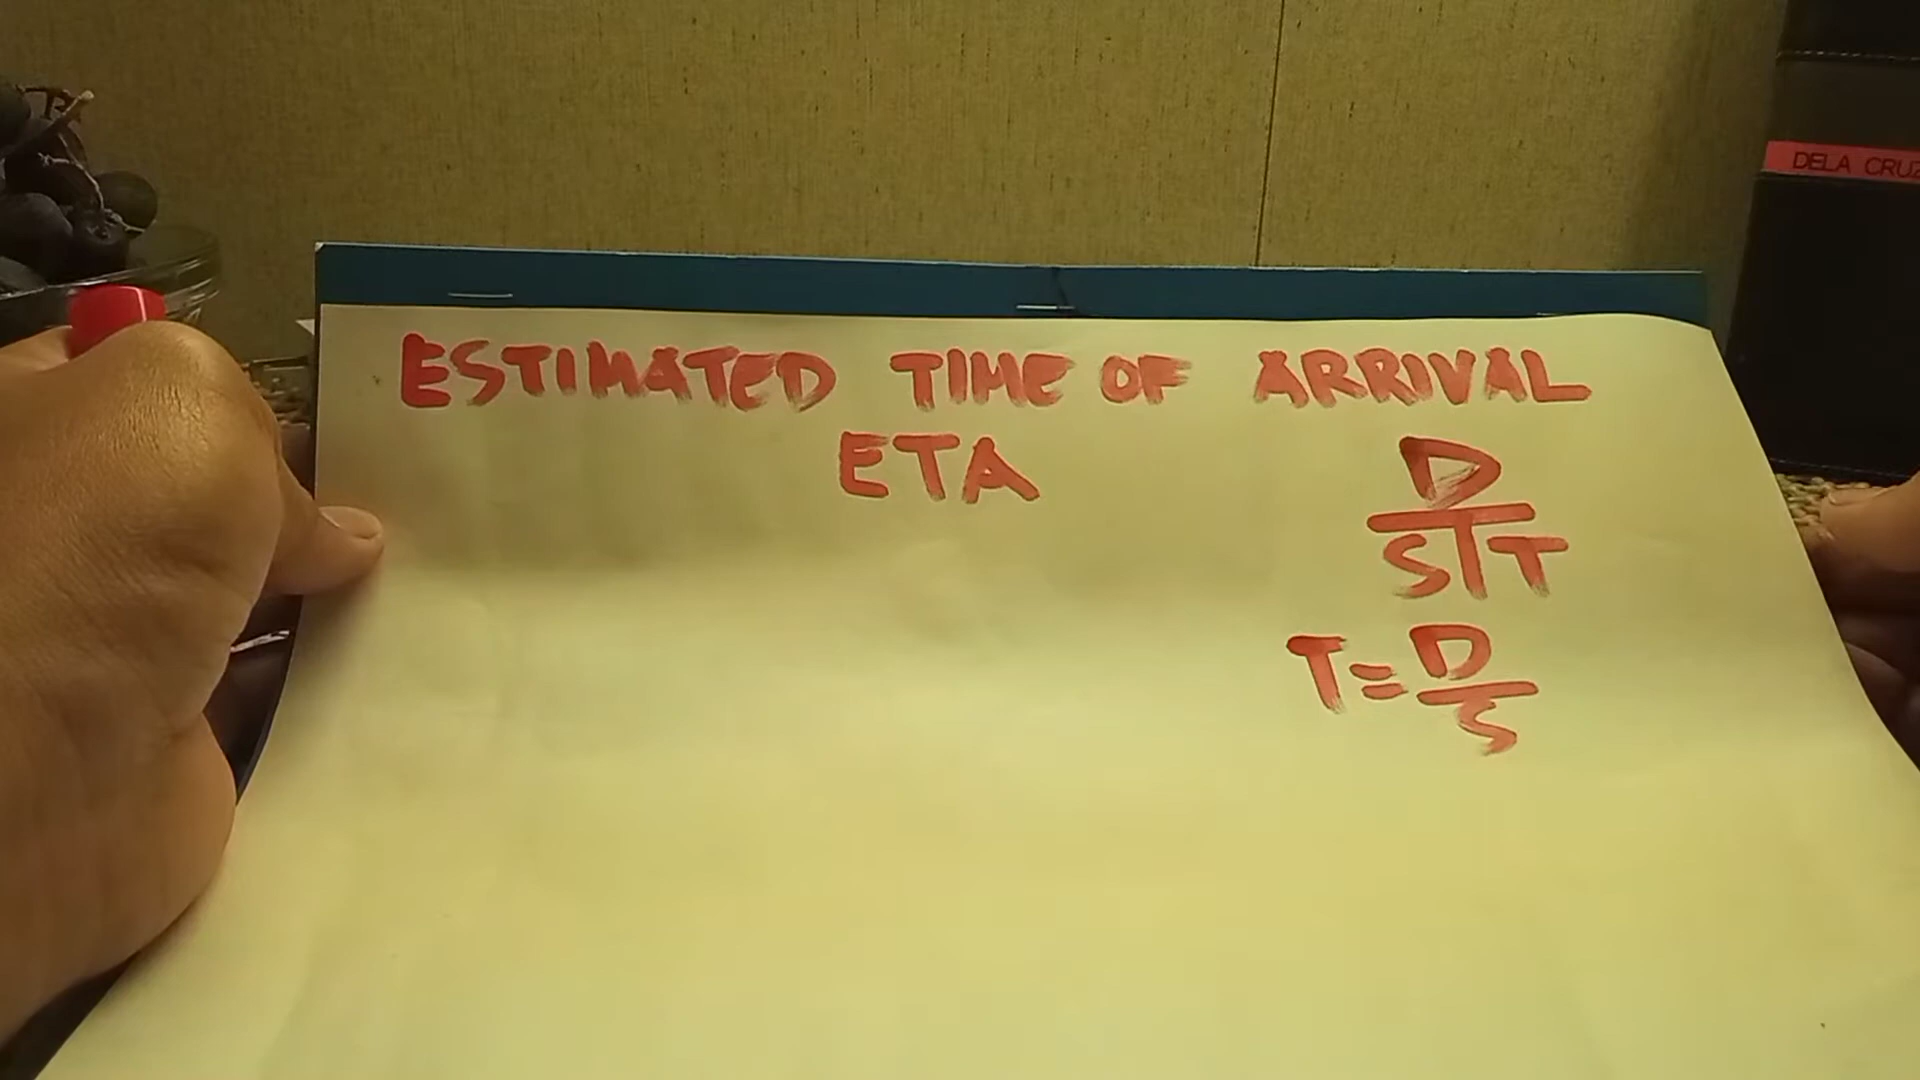 DELA CRUZ
ESTIMATED TIME OF ARRIVAL
ETA
D
S T
T = D
S